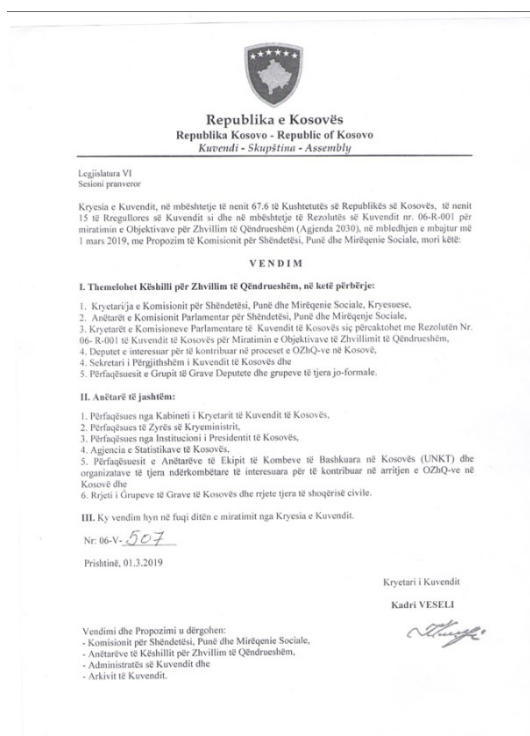 Republika e Kosovës
Republika Kosovo - Republic of Kosovo
Kuvendi - Skupština - Assembly
Legjislatura VI
Sesioni pranveror
Kryesia e Kuvendit, në mbështetje të nenit 67.6 të Kushtetutës së Republikës së Kosovës, të nenit
15 të Rregullores së Kuvendit si dhe në mbështetje të Rezolutës së Kuvendit nr. 06-R-001 për
miratimin e Objektivave për Zhvillim të Qëndrueshëm (Agjenda 2030), në mbledhjen e mbajtur më
1 mars 2019, me Propozim të Komisionit për Shëndetësi, Punë dhe Mirëqenie Sociale, mori këtë:
V E N D I M
I. Themelohet Këshilli për Zhvillim të Qëndrueshëm, në ketë përbërje:
1. Kryetari/ja e Komisionit për Shëndetësi, Punë dhe Mirëqenie Sociale, Kryesuese,
2. Anëtarët e Komisionit Parlamentar për Shëndetësi, Punë dhe Mirëqenje Sociale,
3. Kryetarët e Komisioneve Parlamentare të Kuvendit të Kosovës siç përcaktohet me Rezolutën Nr.
06- R-001 të Kuvendit të Kosovës për Miratimin e Objektivave të Zhvillimit të Qëndrueshëm,
4. Deputet e interesuar për të kontribuar në proceset e OZhQ-ve në Kosovë,
4. Sekretari i Përgjithshëm i Kuvendit të Kosovës dhe
5. Përfaqësuesit e Grupit të Grave Deputete dhe grupeve të tjera jo-formale.
II. Anëtarë të jashtëm:
1. Përfaqësues nga Kabineti i Kryetarit të Kuvendit të Kosovës,
2. Përfaqësues të Zyrës së Kryeministrit,
3. Përfaqësues nga Institucioni i Presidentit të Kosovës,
4. Agjencia e Statistikave të Kosovës,
5. Përfaqësuesit e Anëtarëve të Ekipit të Kombeve të Bashkuara në Kosovës (UNKT) dhe
organizatave të tjera ndërkombëtare të interesuara për të kontribuar në arritjen e OZhQ-ve në
Kosovë dhe
6. Rrjeti i Grupeve të Grave të Kosovës dhe rrjete tjera të shoqërisë civile.
III. Ky vendim hyn në fuqi ditën e miratimit nga Kryesia e Kuvendit.
Nr: 06-V- 507
Prishtinë, 01.3.2019
Kryetari i Kuvendit
Kadri VESELI
Vendimi dhe Propozimi u dërgohen:
- Komisionit për Shëndetësi, Punë dhe Mirëqenie Sociale,
- Anëtarëve të Këshillit për Zhvillim të Qëndrueshëm,
- Administratës së Kuvendit dhe
- Arkivit të Kuvendit.